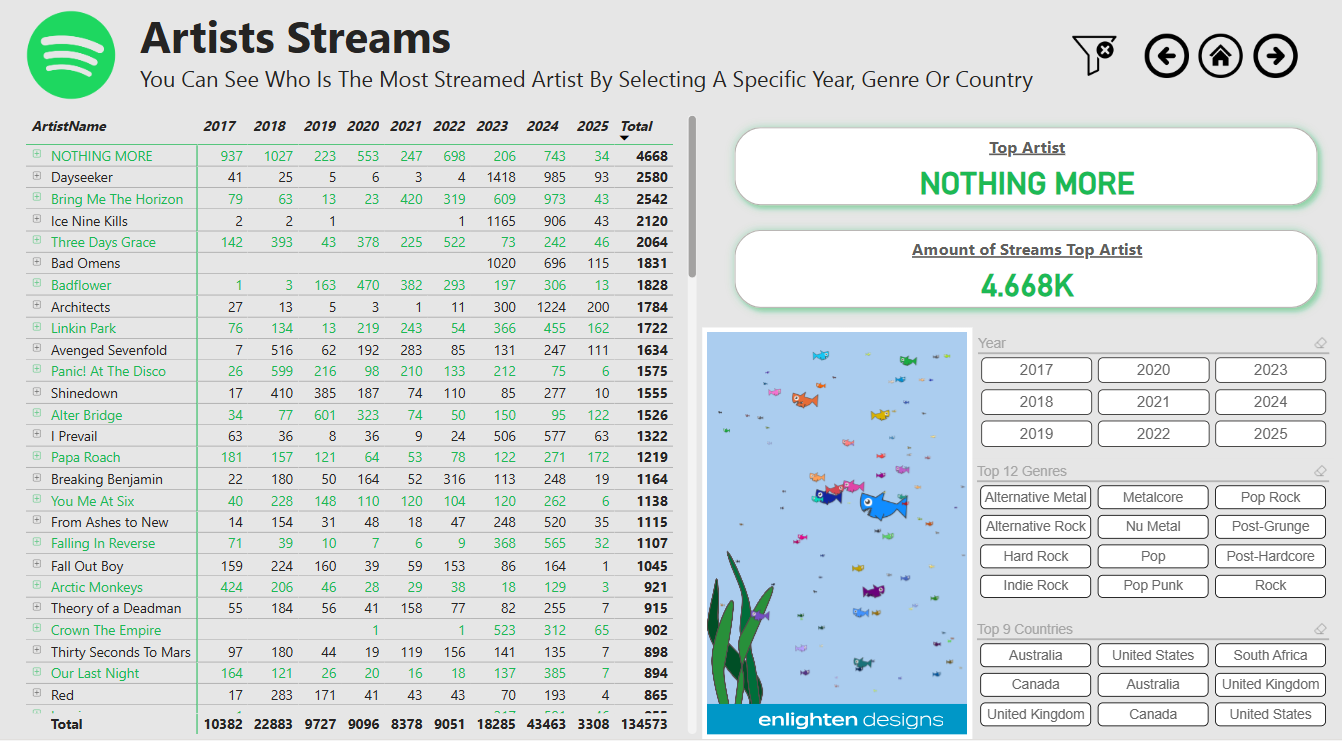 Artists Streams
You Can See Who Is The Most Streamed Artist By Selecting A Specific Year, Genre Or Country
ArtistName 2017 2018 2019 2020 2021 2022 2023 2024 2025 Total
NOTHING MORE 937 1027 223 553 247 698 206 743 34 4668
Dayseeker 41 25 5 6 3 4 1418 985 93 2580
Bring Me The Horizon 79 63 13 23 420 319 609 973 43 2542
Ice Nine Kills 2 2 1 1 1165 906 43 2120
Three Days Grace 142 393 43 378 225 522 73 242 46 2064
Bad Omens 1020 696 115 1831
Badflower 1 3 163 470 382 293 197 306 13 1828
Architects 27 13 5 3 1 11 300 1224 200 1784
Linkin Park 76 134 13 219 243 54 366 455 162 1722
Avenged Sevenfold 7 516 62 192 283 85 131 247 111 1634
Panic! At The Disco 26 599 216 98 210 133 212 75 6 1575
Shinedown 17 410 385 187 74 110 85 277 10 1555
Alter Bridge 34 77 601 323 74 50 150 95 122 1526
I Prevail 63 36 8 36 9 24 506 577 63 1322
Papa Roach 181 157 121 64 53 78 122 271 172 1219
Breaking Benjamin 22 180 50 164 52 316 113 248 19 1164
You Me At Six 40 228 148 110 120 104 120 262 6 1138
From Ashes to New 14 154 31 48 18 47 248 520 35 1115
Falling In Reverse 71 39 10 7 6 9 368 565 32 1107
Fall Out Boy 159 224 160 39 59 153 86 164 1 1045
Arctic Monkeys 424 206 46 28 29 38 18 129 3 921
Theory of a Deadman 55 184 56 41 158 77 82 255 7 915
Crown The Empire 1 1 523 312 65 902
Thirty Seconds To Mars 97 180 44 19 119 156 141 135 7 898
Our Last Night 164 121 26 20 16 18 137 385 7 894
Red 17 283 171 41 43 43 70 193 4 865
Total 10382 22883 9727 9096 8378 9051 18285 43463 3308 134573
Top Artist
NOTHING MORE
Amount of Streams Top Artist
4.668K
enlighten designs
Year
2017 2020 2023
2018 2021 2024
2019 2022 2025
Top 12 Genres
Alternative Metal Metalcore Pop Rock
Alternative Rock Nu Metal Post-Grunge
Hard Rock Pop Post-Hardcore
Indie Rock Pop Punk Rock
Top 9 Countries
Australia United States South Africa
Canada Australia United Kingdom
United Kingdom Canada United States